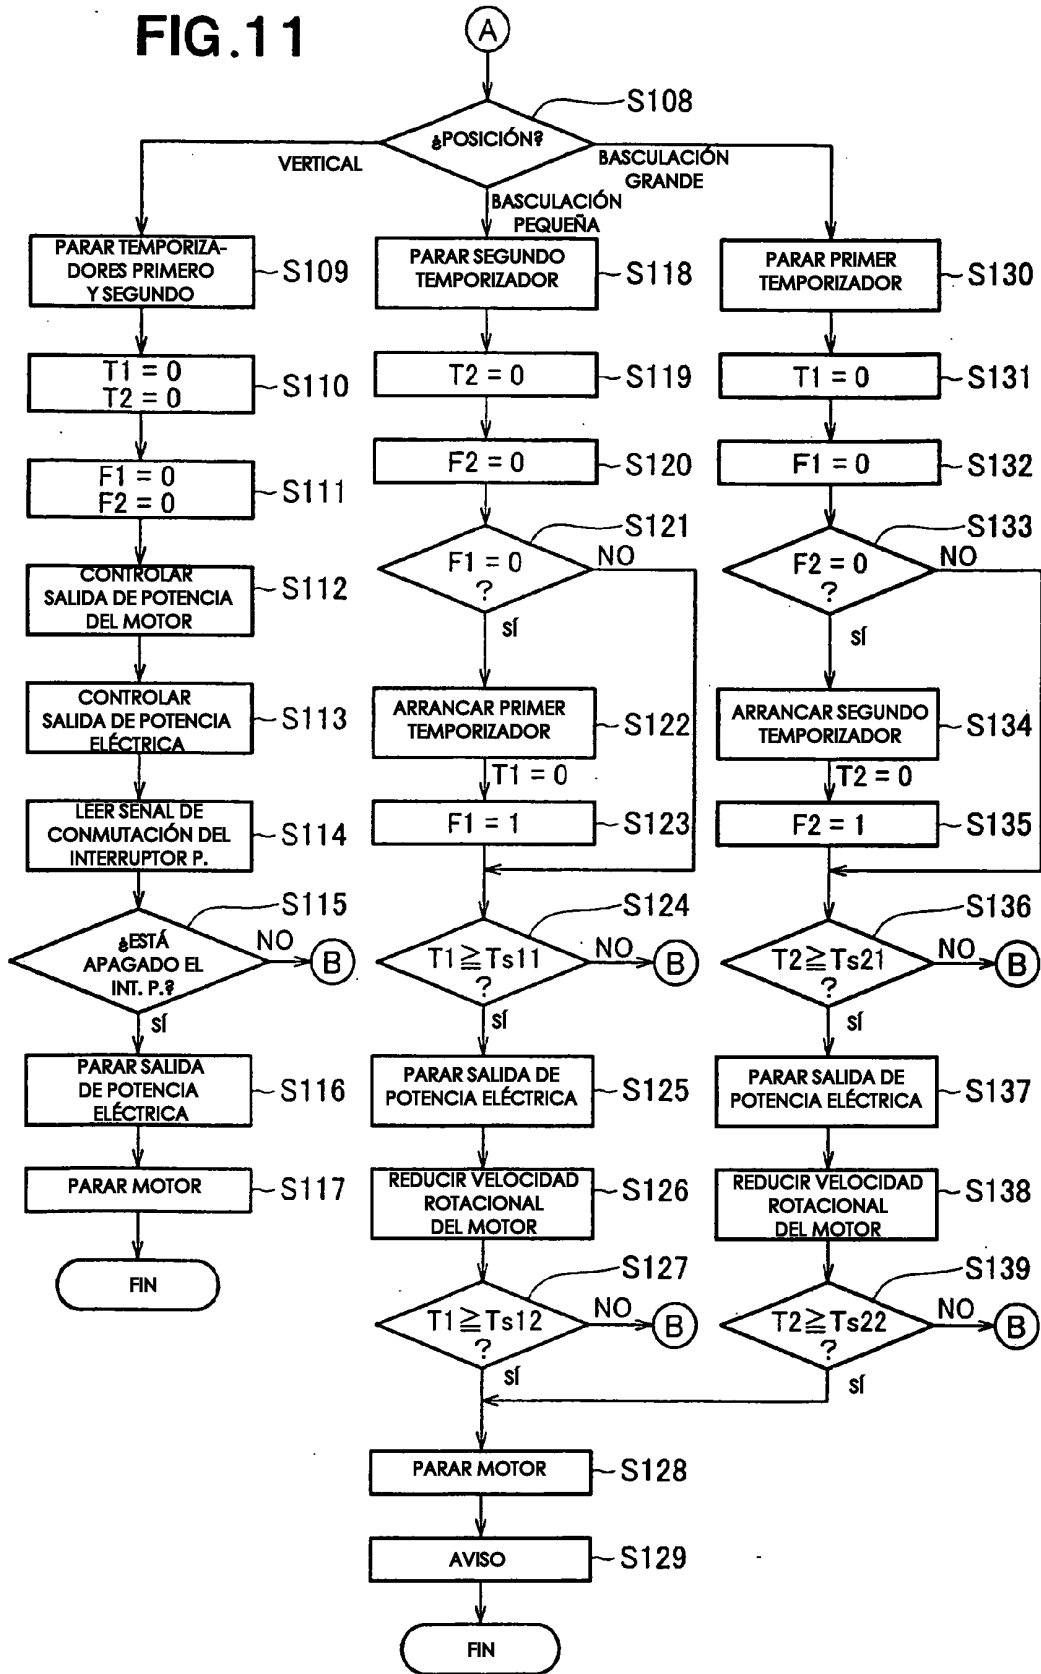 FIG.11
A
S108
¿POSICIÓN?
VERTICAL
BASCULACIÓN
PEQUEÑA
BASCULACIÓN
GRANDE
PARAR TEMPORIZA-
DORES PRIMERO
Y SEGUNDO
S109
T1 = 0
T2 = 0
S110
F1 = 0
F2 = 0
S111
CONTROLAR
SALIDA DE POTENCIA
DEL MOTOR
S112
CONTROLAR
SALIDA DE POTENCIA
ELÉCTRICA
S113
LEER SEÑAL DE
CONMUTACIÓN DEL
INTERRUPTOR P.
S114
S115
¿ESTÁ
APAGADO EL
INT. P.?
NO
B
SÍ
PARAR SALIDA
DE POTENCIA
ELÉCTRICA
S116
PARAR MOTOR
S117
FIN
PARAR SEGUNDO
TEMPORIZADOR
S118
T2 = 0
S119
F2 = 0
S120
S121
F1 = 0
?
NO
SÍ
ARRANCAR PRIMER
TEMPORIZADOR
S122
T1 = 0
F1 = 1
S123
S124
T1 ≧ Ts11
?
NO
B
SÍ
PARAR SALIDA DE
POTENCIA ELÉCTRICA
S125
REDUCIR VELOCIDAD
ROTACIONAL
DEL MOTOR
S126
S127
T1 ≧ Ts12
?
NO
B
SÍ
PARAR MOTOR
S128
AVISO
S129
FIN
PARAR PRIMER
TEMPORIZADOR
S130
T1 = 0
S131
F1 = 0
S132
S133
F2 = 0
?
NO
SÍ
ARRANCAR SEGUNDO
TEMPORIZADOR
S134
T2 = 0
F2 = 1
S135
S136
T2 ≧ Ts21
?
NO
B
SÍ
PARAR SALIDA DE
POTENCIA ELÉCTRICA
S137
REDUCIR VELOCIDAD
ROTACIONAL
DEL MOTOR
S138
S139
T2 ≧ Ts22
?
NO
B
SÍ